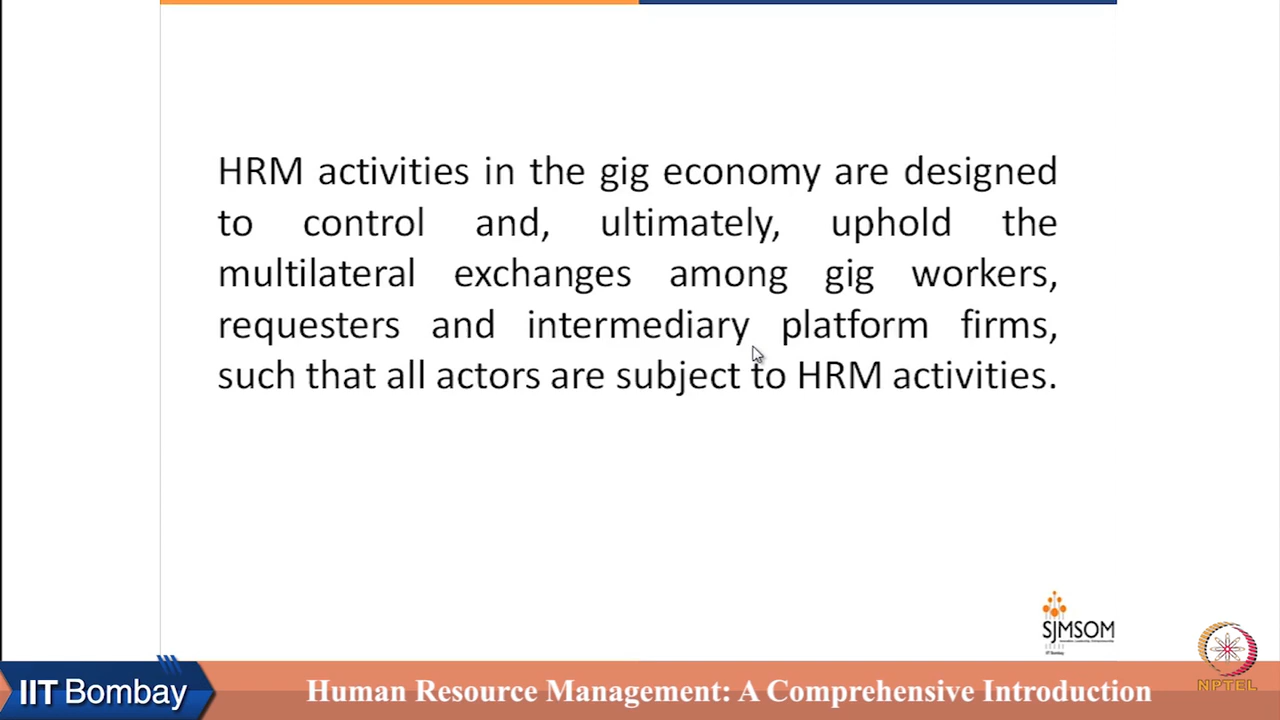 HRM activities in the gig economy are designed
to control and, ultimately, uphold the
multilateral exchanges among gig workers,
requesters and intermediary platform firms,
such that all actors are subject to HRM activities.
SJMSOM
IIT Bombay
IIT Bombay
Human Resource Management: A Comprehensive Introduction
NPTEL